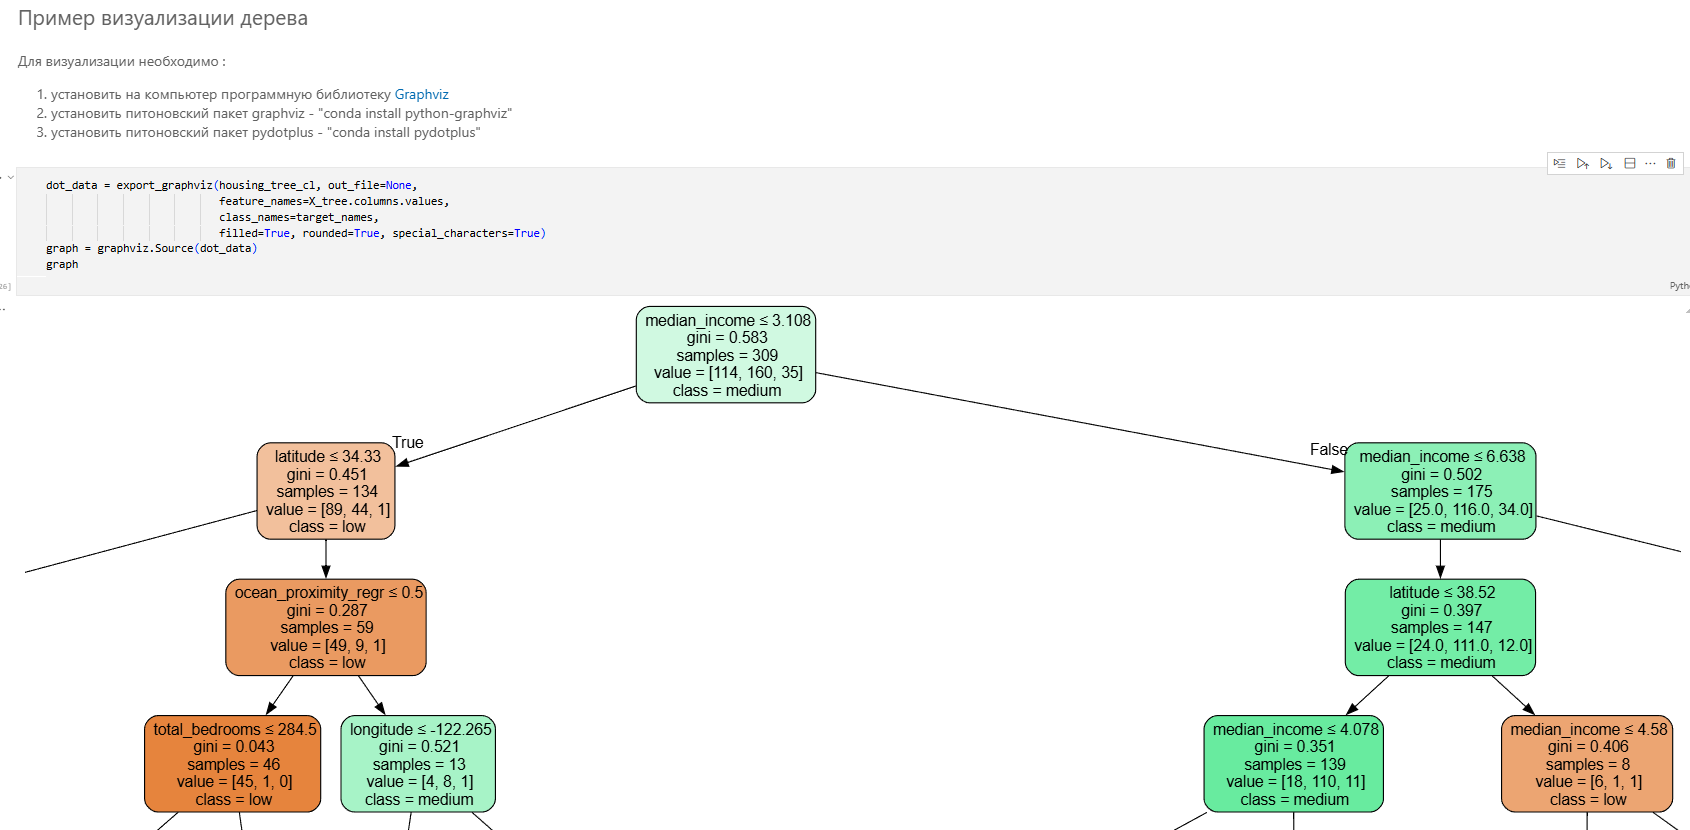 Пример визуализации дерева
Для визуализации необходимо :
1. установить на компьютер программную библиотеку Graphviz
2. установить питоновский пакет graphviz - "conda install python-graphviz"
3. установить питоновский пакет pydotplus - "conda install pydotplus"
dot_data = export_graphviz(housing_tree_cl, out_file=None,
feature_names=X_tree.columns.values,
class_names=target_names,
filled=True, rounded=True, special_characters=True)
graph = graphviz.Source(dot_data)
graph
26]
Pyth
median_income ≤ 3.108
gini = 0.583
samples = 309
value = [114, 160, 35]
class = medium
True
False
latitude ≤ 34.33
gini = 0.451
samples = 134
value = [89, 44, 1]
class = low
median_income ≤ 6.638
gini = 0.502
samples = 175
value = [25.0, 116.0, 34.0]
class = medium
ocean_proximity_regr ≤ 0.5
gini = 0.287
samples = 59
value = [49, 9, 1]
class = low
latitude ≤ 38.52
gini = 0.397
samples = 147
value = [24.0, 111.0, 12.0]
class = medium
total_bedrooms ≤ 284.5
gini = 0.043
samples = 46
value = [45, 1, 0]
class = low
longitude ≤ -122.265
gini = 0.521
samples = 13
value = [4, 8, 1]
class = medium
median_income ≤ 4.078
gini = 0.351
samples = 139
value = [18, 110, 11]
class = medium
median_income ≤ 4.58
gini = 0.406
samples = 8
value = [6, 1, 1]
class = low